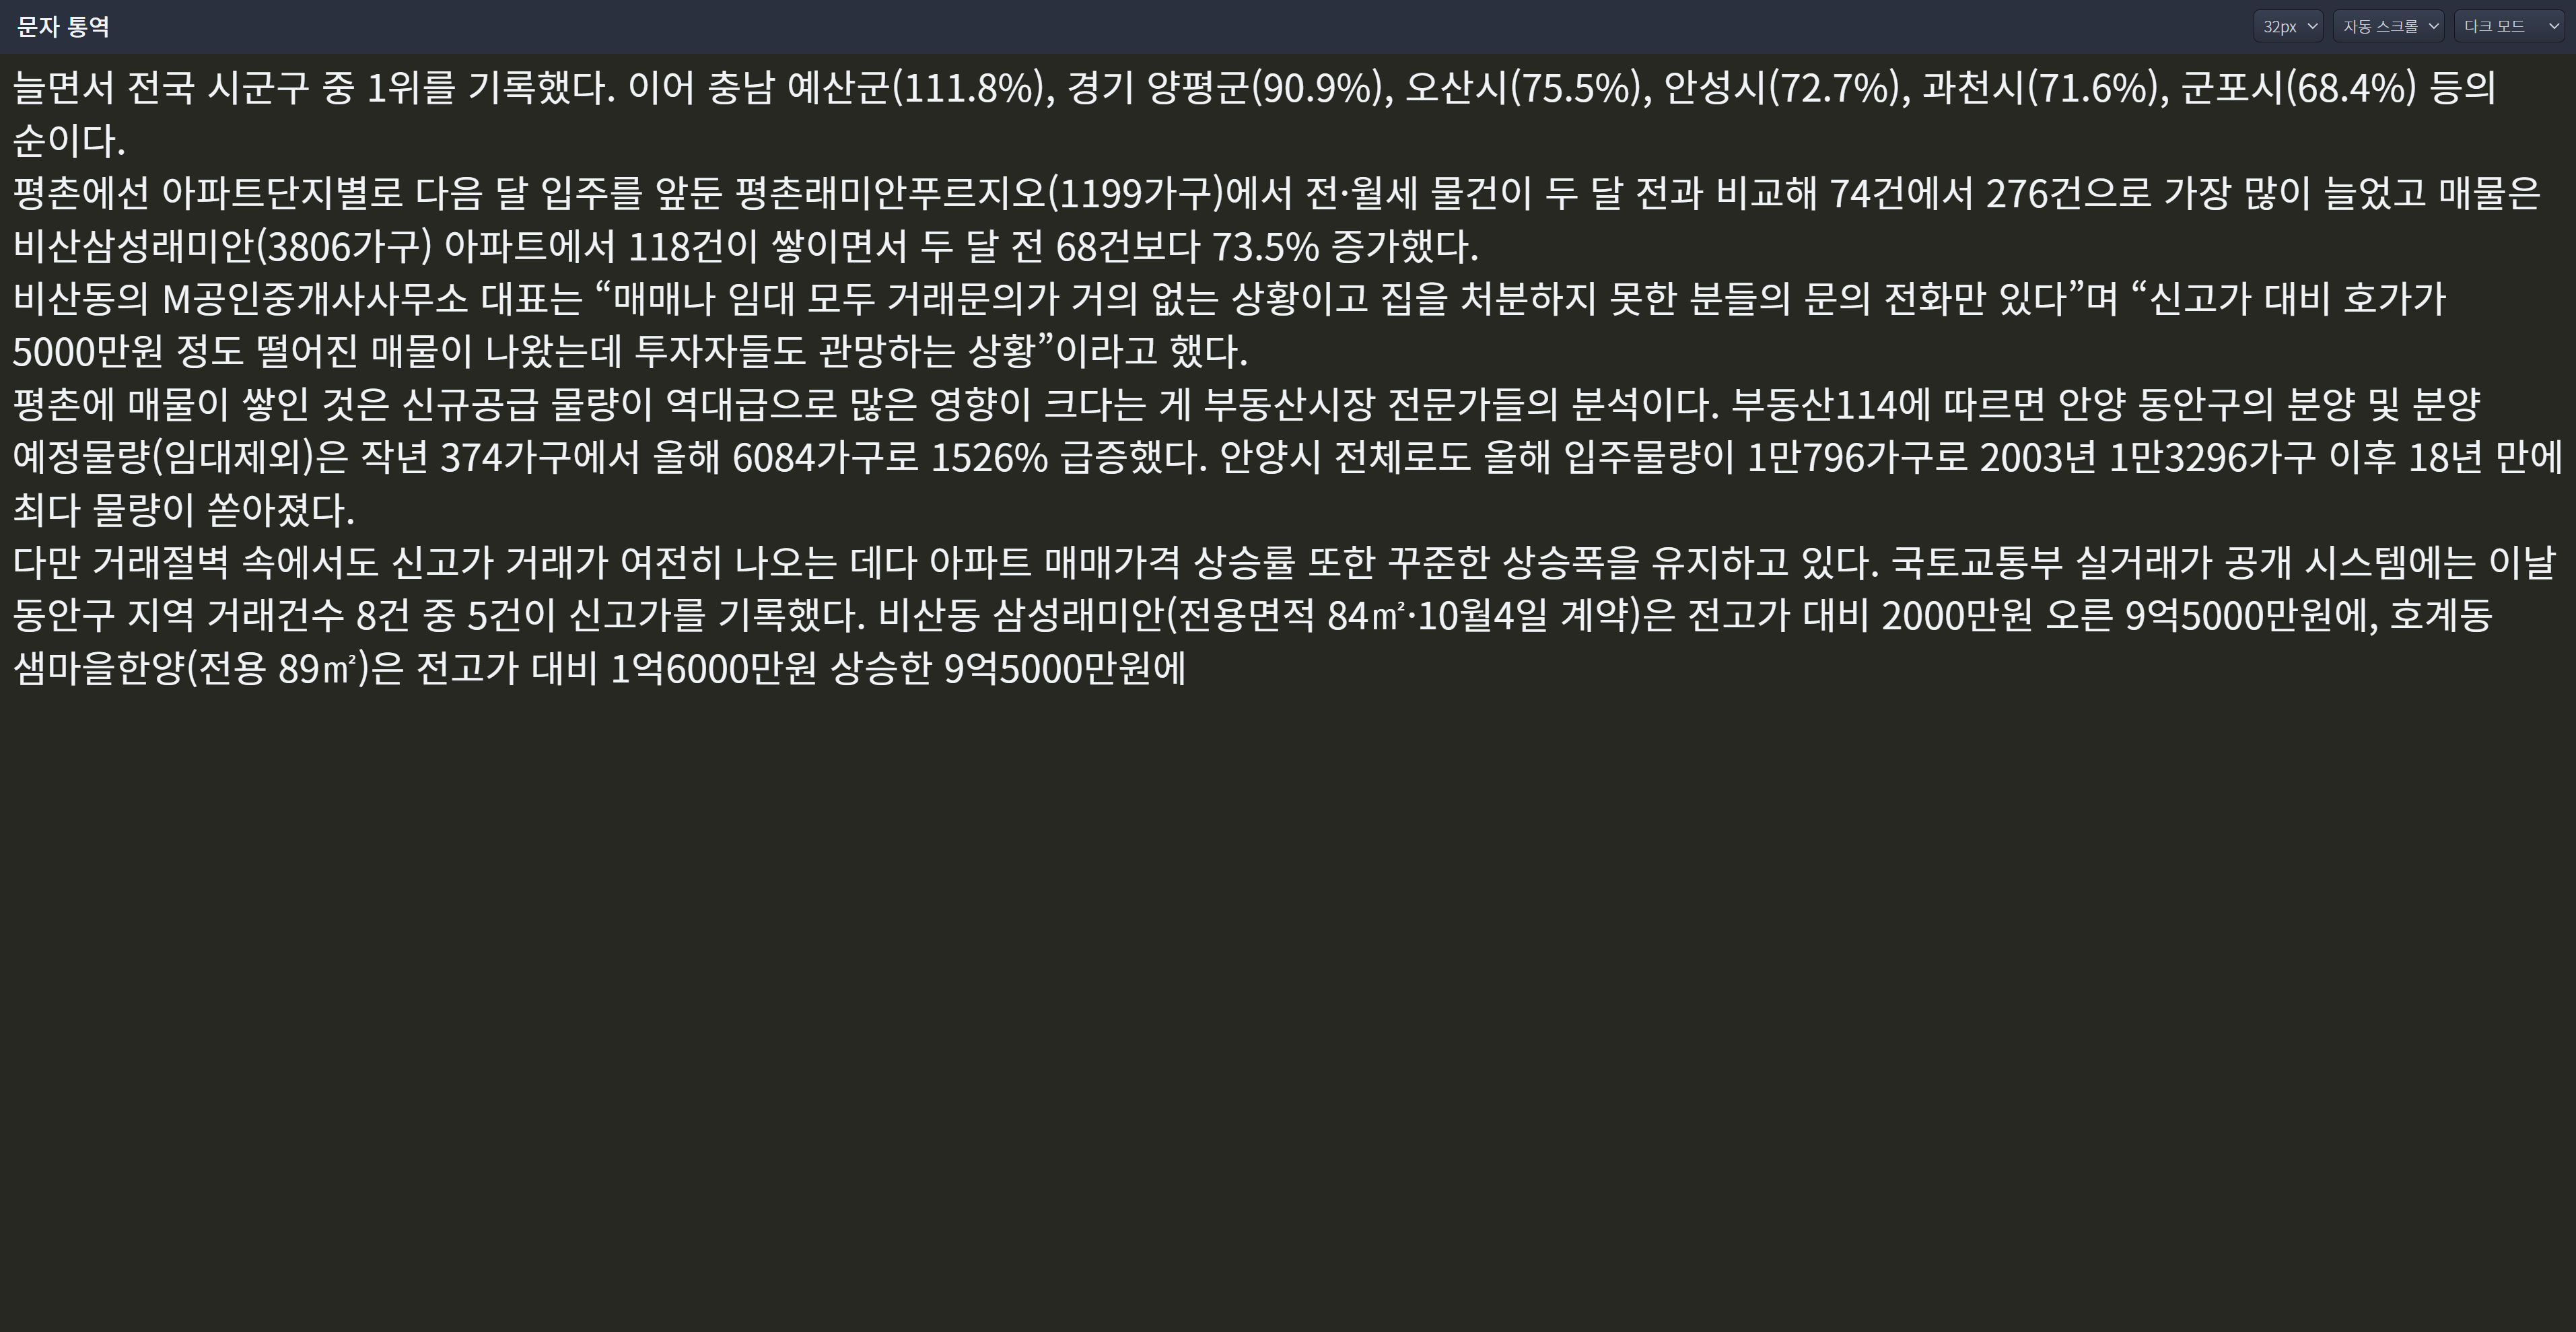 문자 통역
32px
자동 스크롤
다크 모드
늘면서 전국 시군구 중 1위를 기록했다. 이어 충남 예산군(111.8%), 경기 양평군(90.9%), 오산시(75.5%), 안성시(72.7%), 과천시(71.6%), 군포시(68.4%) 등의
순이다.
평촌에선 아파트단지별로 다음 달 입주를 앞둔 평촌래미안푸르지오(1199가구)에서 전·월세 물건이 두 달 전과 비교해 74건에서 276건으로 가장 많이 늘었고 매물은
비산삼성래미안(3806가구) 아파트에서 118건이 쌓이면서 두 달 전 68건보다 73.5% 증가했다.
비산동의 M공인중개사사무소 대표는 “매매나 임대 모두 거래문의가 거의 없는 상황이고 집을 처분하지 못한 분들의 문의 전화만 있다”며 “신고가 대비 호가가
5000만원 정도 떨어진 매물이 나왔는데 투자자들도 관망하는 상황”이라고 했다.
평촌에 매물이 쌓인 것은 신규공급 물량이 역대급으로 많은 영향이 크다는 게 부동산시장 전문가들의 분석이다. 부동산114에 따르면 안양 동안구의 분양 및 분양
예정물량(임대제외)은 작년 374가구에서 올해 6084가구로 1526% 급증했다. 안양시 전체로도 올해 입주물량이 1만796가구로 2003년 1만3296가구 이후 18년 만에
최다 물량이 쏟아졌다.
다만 거래절벽 속에서도 신고가 거래가 여전히 나오는 데다 아파트 매매가격 상승률 또한 꾸준한 상승폭을 유지하고 있다. 국토교통부 실거래가 공개 시스템에는 이날
동안구 지역 거래건수 8건 중 5건이 신고가를 기록했다. 비산동 삼성래미안(전용면적 84㎡·10월4일 계약)은 전고가 대비 2000만원 오른 9억5000만원에, 호계동
샘마을한양(전용 89㎡)은 전고가 대비 1억6000만원 상승한 9억5000만원에